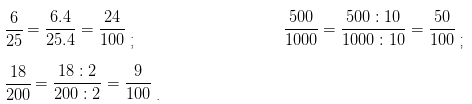 6/25 = 6.4/25.4 = 24/100 ; 500/1000 = 500 : 10/1000 : 10 = 50/100 ;
18/200 = 18 : 2/200 : 2 = 9/100 .